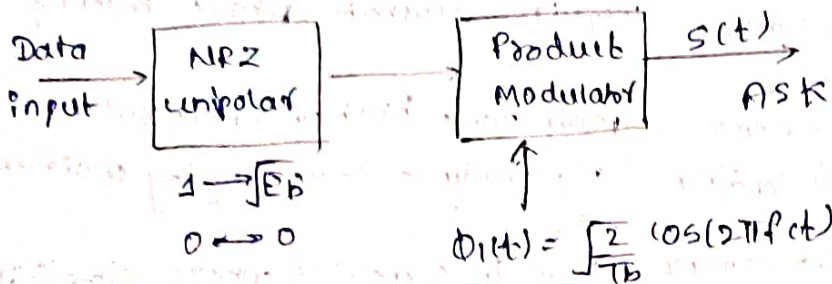 Data
input
NRZ
unipolar
Product
Modulator
S(t)
ASK
1 → √Eb
0 ↔ 0
Φ1(t) = √2/Tb cos(2πfct)